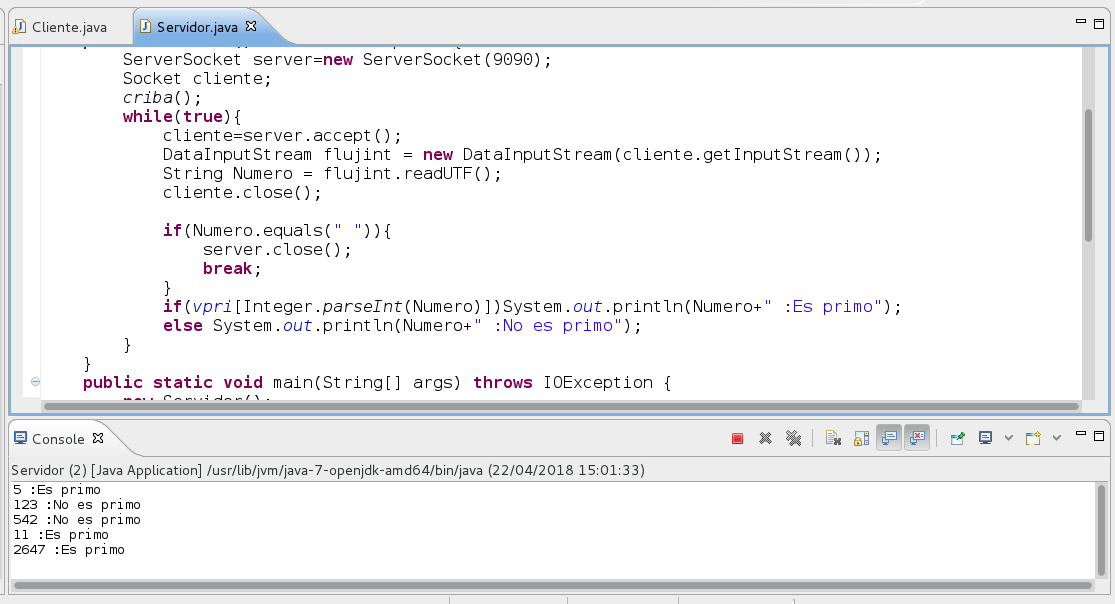 Cliente.java Servidor.java
ServerSocket server=new ServerSocket(9090);
Socket cliente;
criba();
while(true){
cliente=server.accept();
DataInputStream flujint = new DataInputStream(cliente.getInputStream());
String Numero = flujint.readUTF();
cliente.close();
if(Numero.equals(" ")){
server.close();
break;
}
if(vpri[Integer.parseInt(Numero)])System.out.println(Numero+" :Es primo");
else System.out.println(Numero+" :No es primo");
}
}
public static void main(String[] args) throws IOException {
new Servidor();
Console
Servidor (2) [Java Application] /usr/lib/jvm/java-7-openjdk-amd64/bin/java (22/04/2018 15:01:33)
5 :Es primo
123 :No es primo
542 :No es primo
11 :Es primo
2647 :Es primo